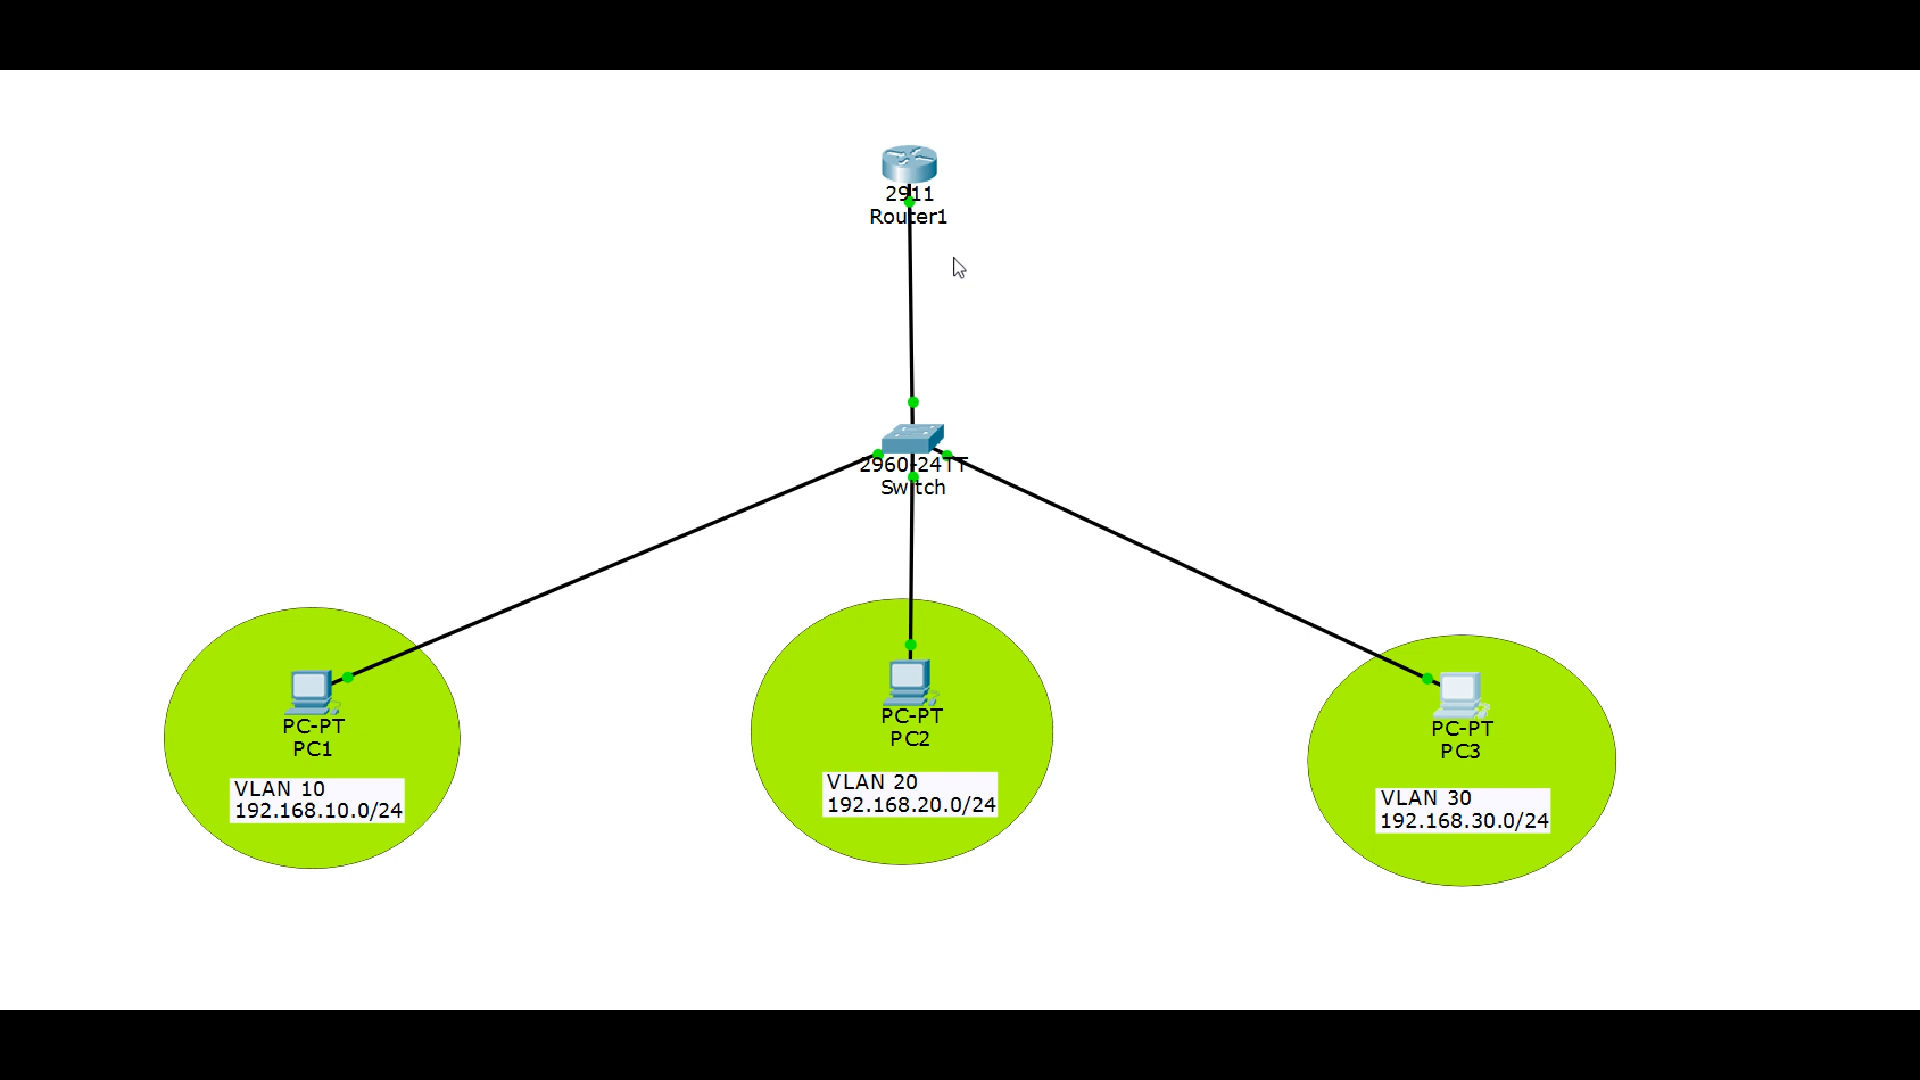 2911
Router1
2960-24TT
Switch
PC-PT
PC1
VLAN 10
192.168.10.0/24
PC-PT
PC2
VLAN 20
192.168.20.0/24
PC-PT
PC3
VLAN 30
192.168.30.0/24